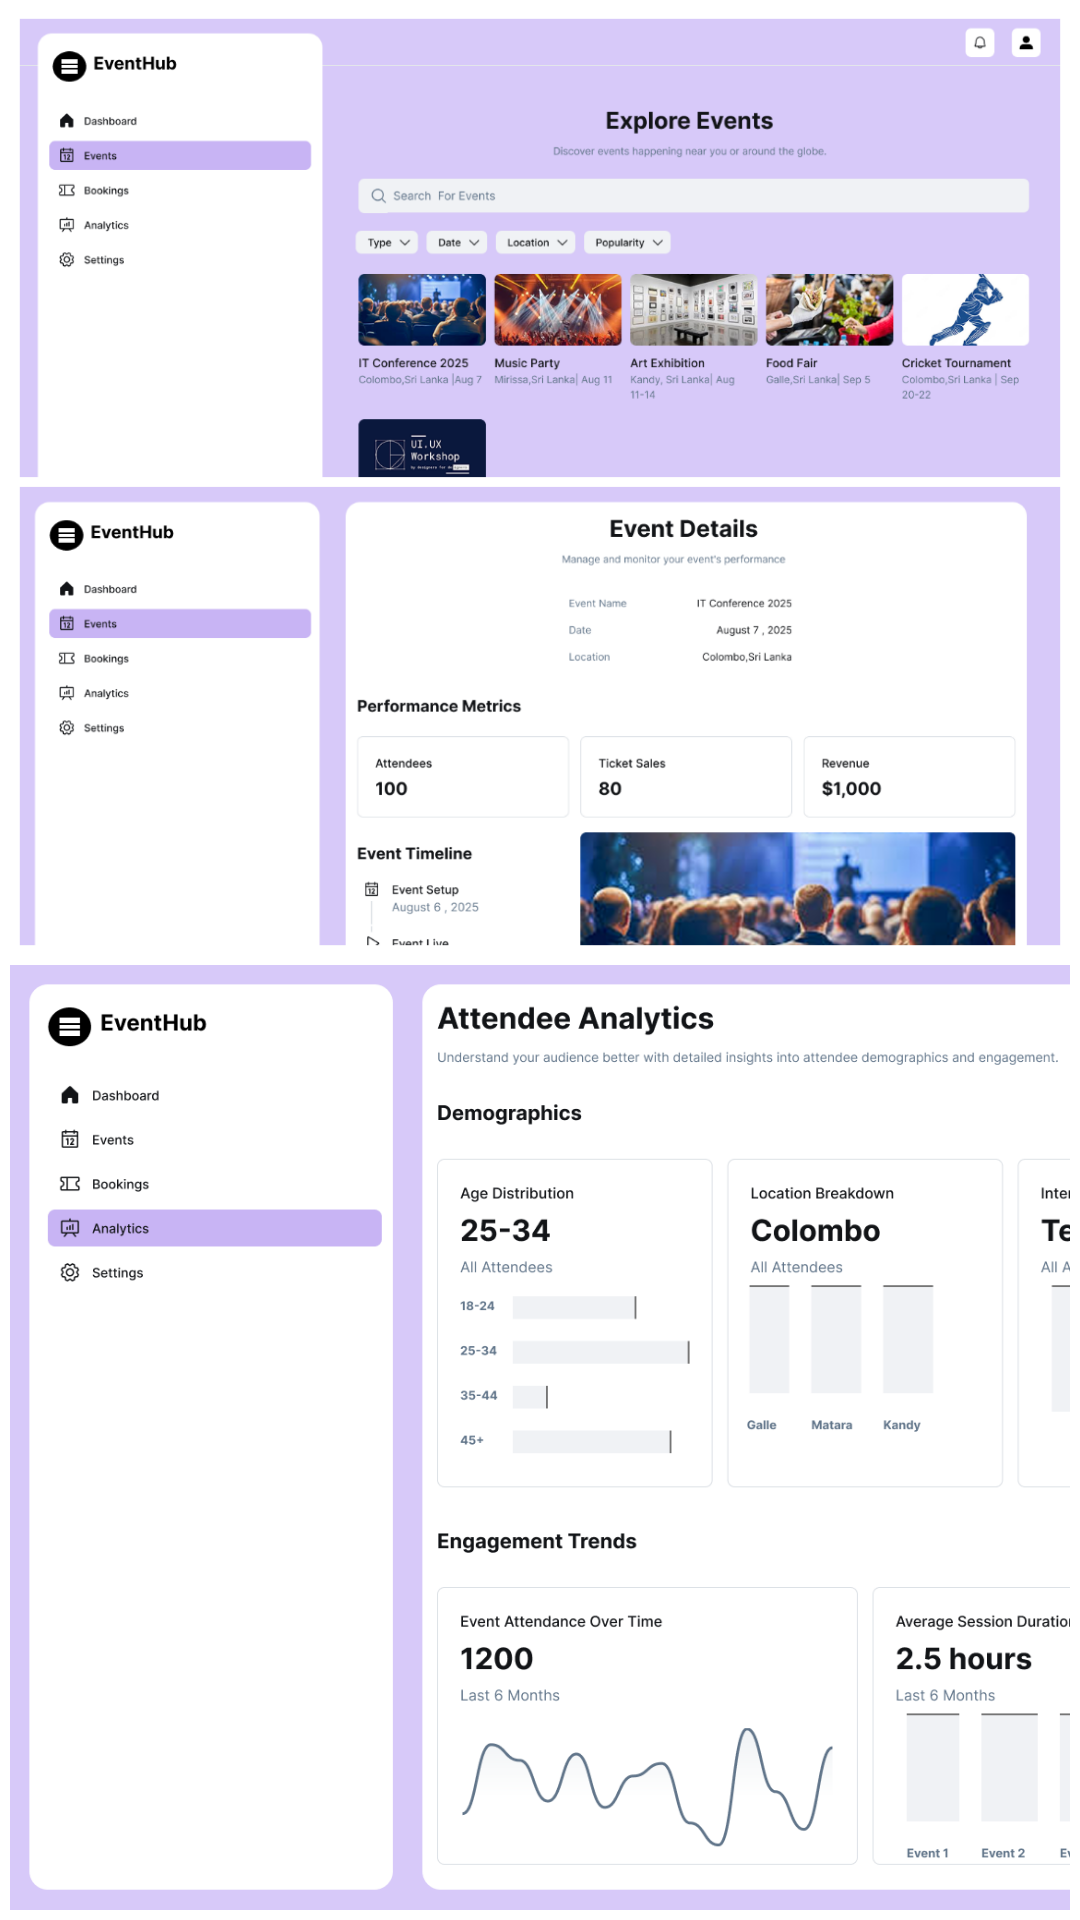 EventHub
Dashboard
12 Events
Bookings
Analytics
Settings
Explore Events
Discover events happening near you or around the globe.
Search For Events
Type Date Location Popularity
IT Conference 2025
Colombo,Sri Lanka |Aug 7
Music Party
Mirissa,Sri Lanka| Aug 11
Art Exhibition
Kandy, Sri Lanka| Aug
11-14
Food Fair
Galle,Sri Lanka| Sep 5
Cricket Tournament
Colombo,Sri Lanka | Sep
20-22
UI.UX
Workshop
EventHub
Dashboard
12 Events
Bookings
Analytics
Settings
Event Details
Manage and monitor your event's performance
Event Name IT Conference 2025
Date August 7 , 2025
Location Colombo,Sri Lanka
Performance Metrics
Attendees
100
Ticket Sales
80
Revenue
$1,000
Event Timeline
12 Event Setup
August 6 , 2025
Event Live
EventHub
Dashboard
12 Events
Bookings
Analytics
Settings
Attendee Analytics
Understand your audience better with detailed insights into attendee demographics and engagement.
Demographics
Age Distribution
25-34
All Attendees
18-24
25-34
35-44
45+
Location Breakdown
Colombo
All Attendees
Galle Matara Kandy
Inter
Te
All A
Engagement Trends
Event Attendance Over Time
1200
Last 6 Months
Average Session Duration
2.5 hours
Last 6 Months
Event 1 Event 2 Ev